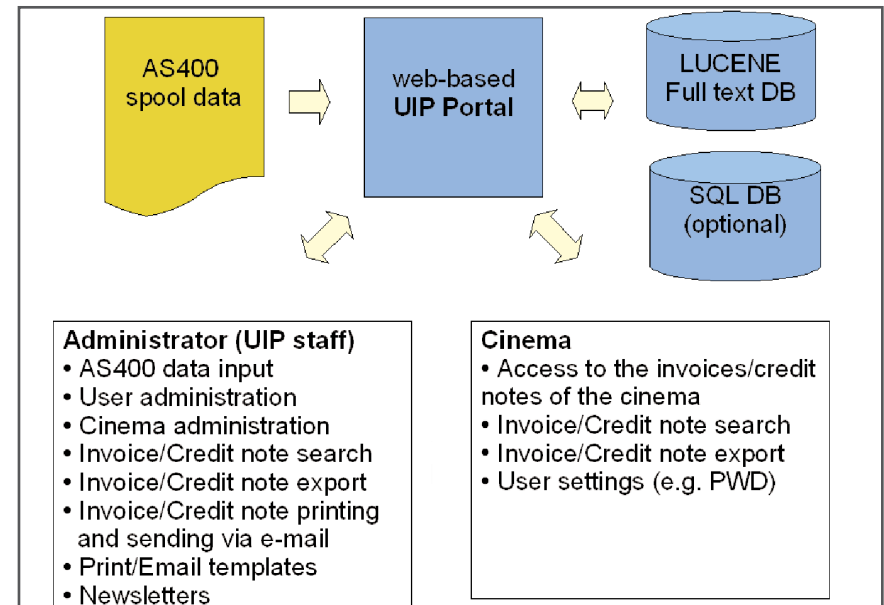 AS400
spool data
web-based
UIP Portal
LUCENE
Full text DB
SQL DB
(optional)
Administrator (UIP staff)
• AS400 data input
• User administration
• Cinema administration
• Invoice/Credit note search
• Invoice/Credit note export
• Invoice/Credit note printing
and sending via e-mail
• Print/Email templates
• Newsletters
Cinema
• Access to the invoices/credit
notes of the cinema
• Invoice/Credit note search
• Invoice/Credit note export
• User settings (e.g. PWD)